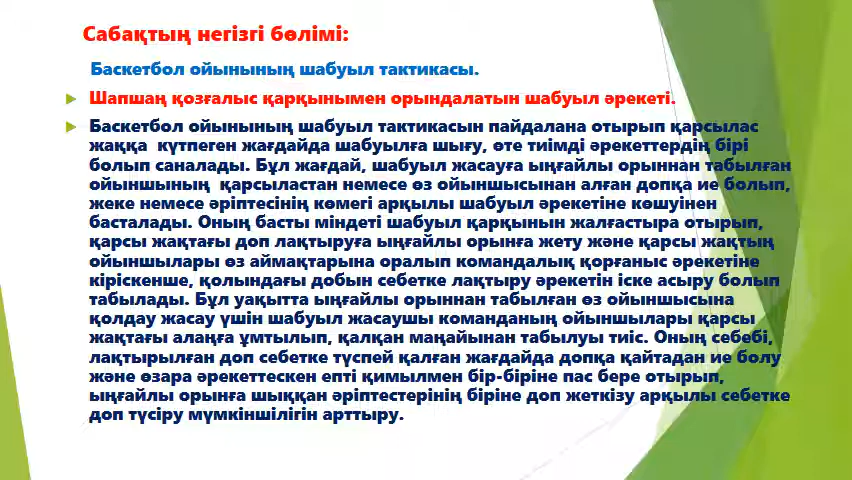 Сабақтың негізгі бөлімі:
Баскетбол ойынының шабуыл тактикасы.
Шапшаң қозғалыс қарқынымен орындалатын шабуыл әрекеті.
Баскетбол ойынының шабуыл тактикасын пайдалана отырып қарсылас
жаққа күтпеген жағдайда шабуылға шығу, өте тиімді әрекеттердің бірі
болып саналады. Бұл жағдай, шабуыл жасауға ыңғайлы орыннан табылған
ойыншының қарсыластан немесе өз ойыншысынан алған допқа ие болып,
жеке немесе әріптесінің көмегі арқылы шабуыл әрекетіне көшуінен
басталады. Оның басты міндеті шабуыл қарқынын жалғастыра отырып,
қарсы жақтағы доп лақтыруға ыңғайлы орынға жету және қарсы жақтың
ойыншылары өз аймақтарына оралып командалық қорғаныс әрекетіне
кіріскенше, қолындағы добын себетке лақтыру әрекетін іске асыру болып
табылады. Бұл уақытта ыңғайлы орыннан табылған өз ойыншысына
қолдау жасау үшін шабуыл жасаушы команданың ойыншылары қарсы
жақтағы алаңға ұмтылып, қалқан маңайынан табылуы тиіс. Оның себебі,
лақтырылған доп себетке түспей қалған жағдайда допқа қайтадан ие болу
және өзара әрекеттескен епті қимылмен бір-біріне пас бере отырып,
ыңғайлы орынға шыққан әріптестерінің біріне доп жеткізу арқылы себетке
доп түсіру мүмкіншілігін арттыру.